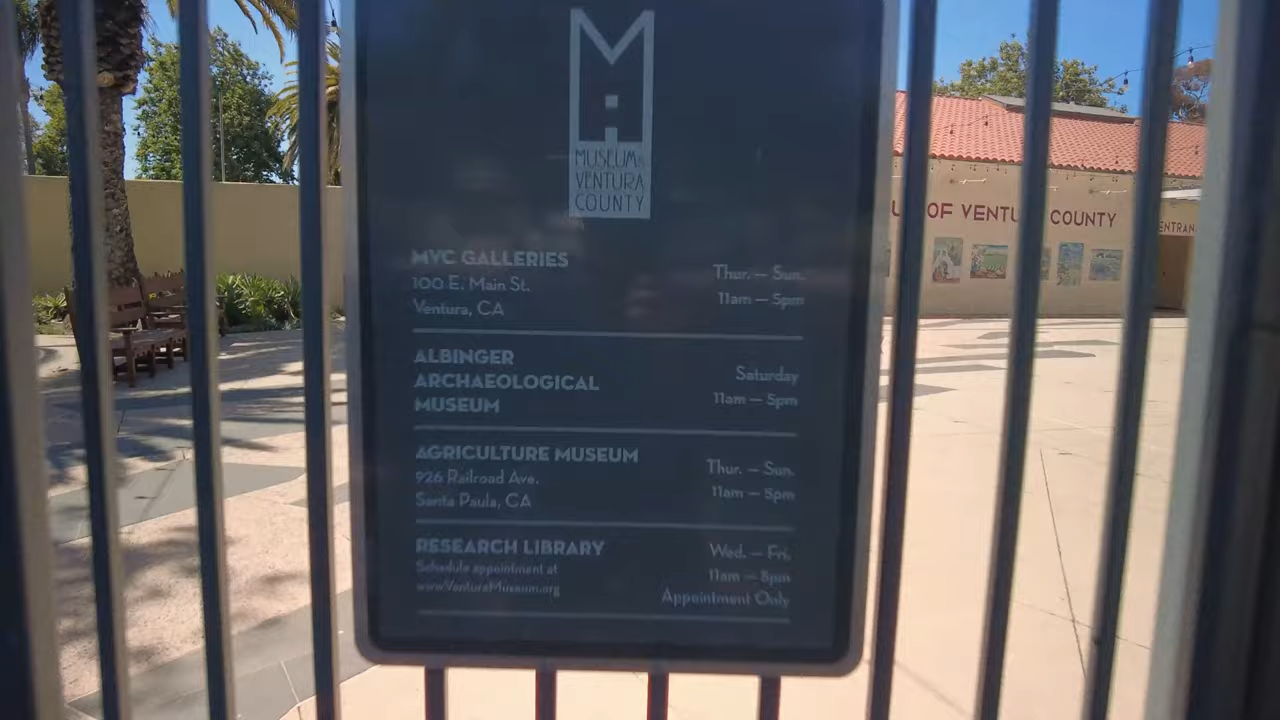 MUSEUM of
VENTURA
COUNTY
MVC GALLERIES
100 E. Main St.
Ventura, CA
Thur. — Sun.
11am — 5pm
ALBINGER
ARCHAEOLOGICAL
MUSEUM
Saturday
11am — 5pm
AGRICULTURE MUSEUM
926 Railroad Ave.
Santa Paula, CA
Thur. — Sun.
11am — 5pm
RESEARCH LIBRARY
Schedule appointment at
www.VenturaMuseum.org
Wed. — Fri.
11am —
Appointment Only
OF VENTU COUNTY
ENTRAN